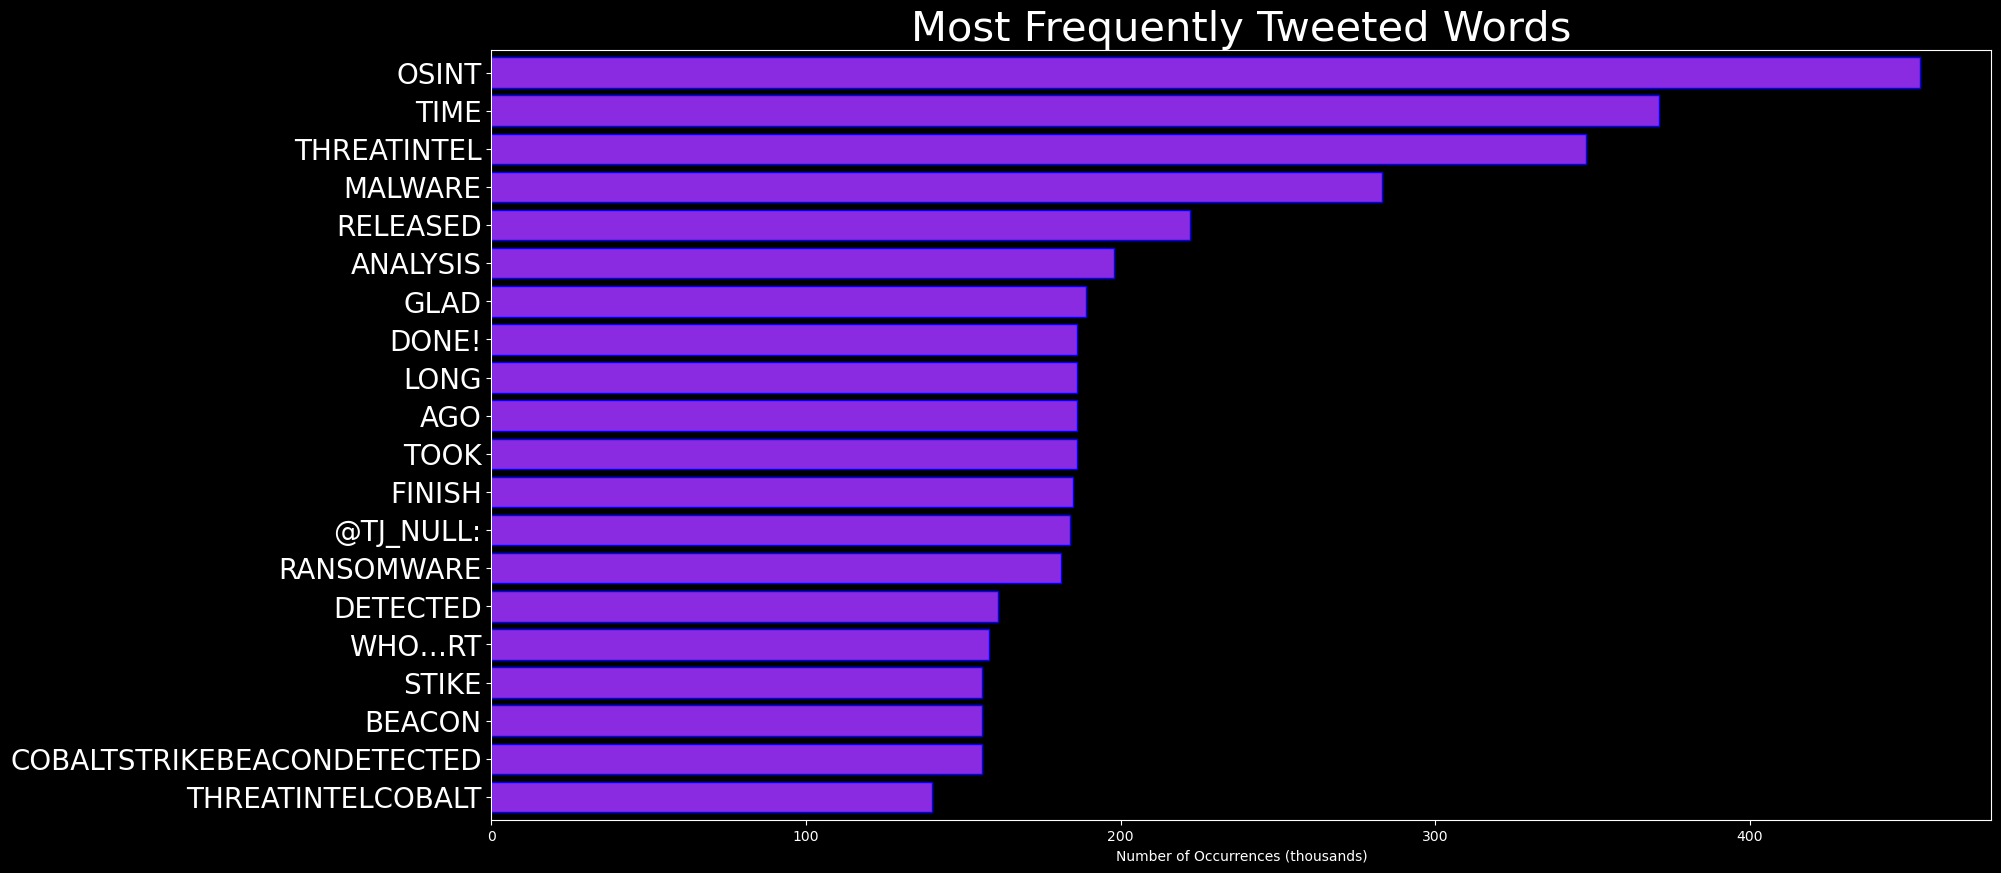 Most Frequently Tweeted Words
OSINT
TIME
THREATINTEL
MALWARE
RELEASED
ANALYSIS
GLAD
DONE!
LONG
AGO
TOOK
FINISH
@TJ_NULL:
RANSOMWARE
DETECTED
WHO…RT
STIKE
BEACON
COBALTSTRIKEBEACONDETECTED
THREATINTELCOBALT
0 100 200 300 400
Number of Occurrences (thousands)